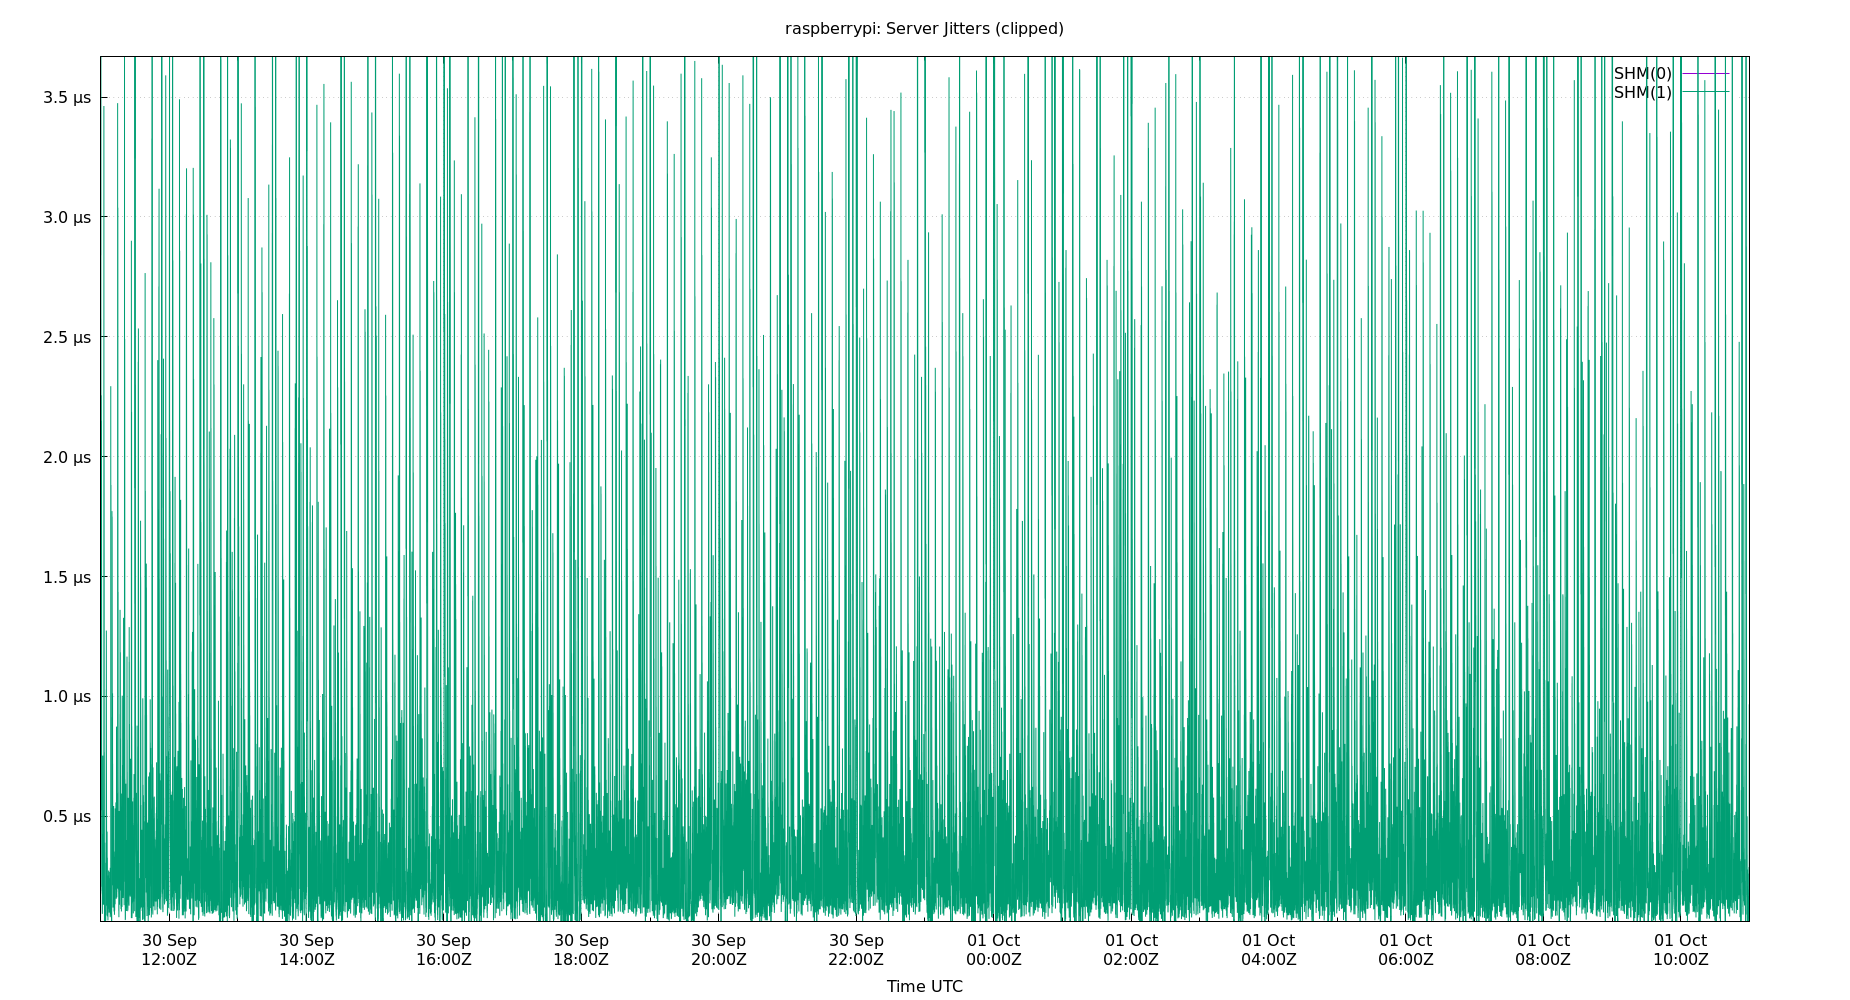 raspberrypi: Server Jitters (clipped)
SHM(0)
SHM(1)
3.5 µs
3.0 µs
2.5 µs
2.0 µs
1.5 µs
1.0 µs
0.5 µs
30 Sep 30 Sep 30 Sep 30 Sep 30 Sep 30 Sep 01 Oct 01 Oct 01 Oct 01 Oct 01 Oct 01 Oct
12:00Z 14:00Z 16:00Z 18:00Z 20:00Z 22:00Z 00:00Z 02:00Z 04:00Z 06:00Z 08:00Z 10:00Z
Time UTC